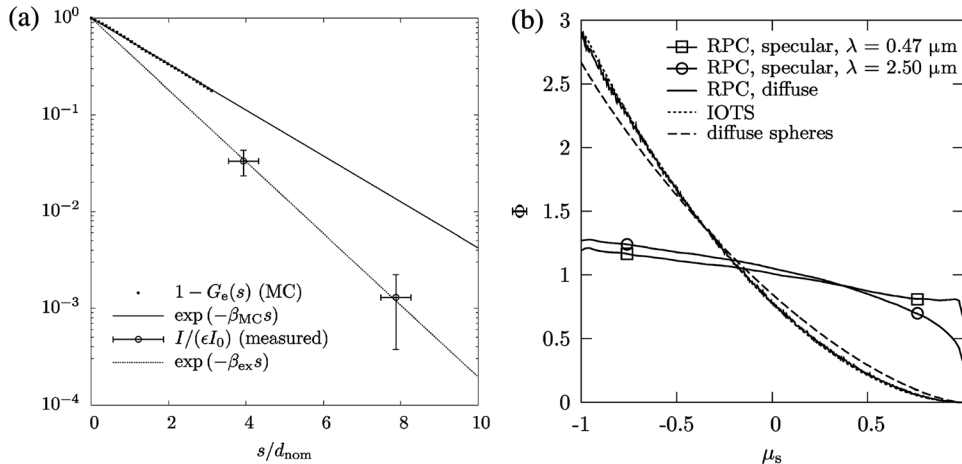 (a)
10^0
10^-1
10^-2
10^-3
10^-4
1 − G_e(s) (MC)
exp (−β_MC s)
I/(ϵI_0) (measured)
exp (−β_ex s)
0 2 4 6 8 10
s/d_nom
(b)
3
2.5
2
1.5
1
0.5
0
Φ
RPC, specular, λ = 0.47 μm
RPC, specular, λ = 2.50 μm
RPC, diffuse
IOTS
diffuse spheres
-1 -0.5 0 0.5
μ_s